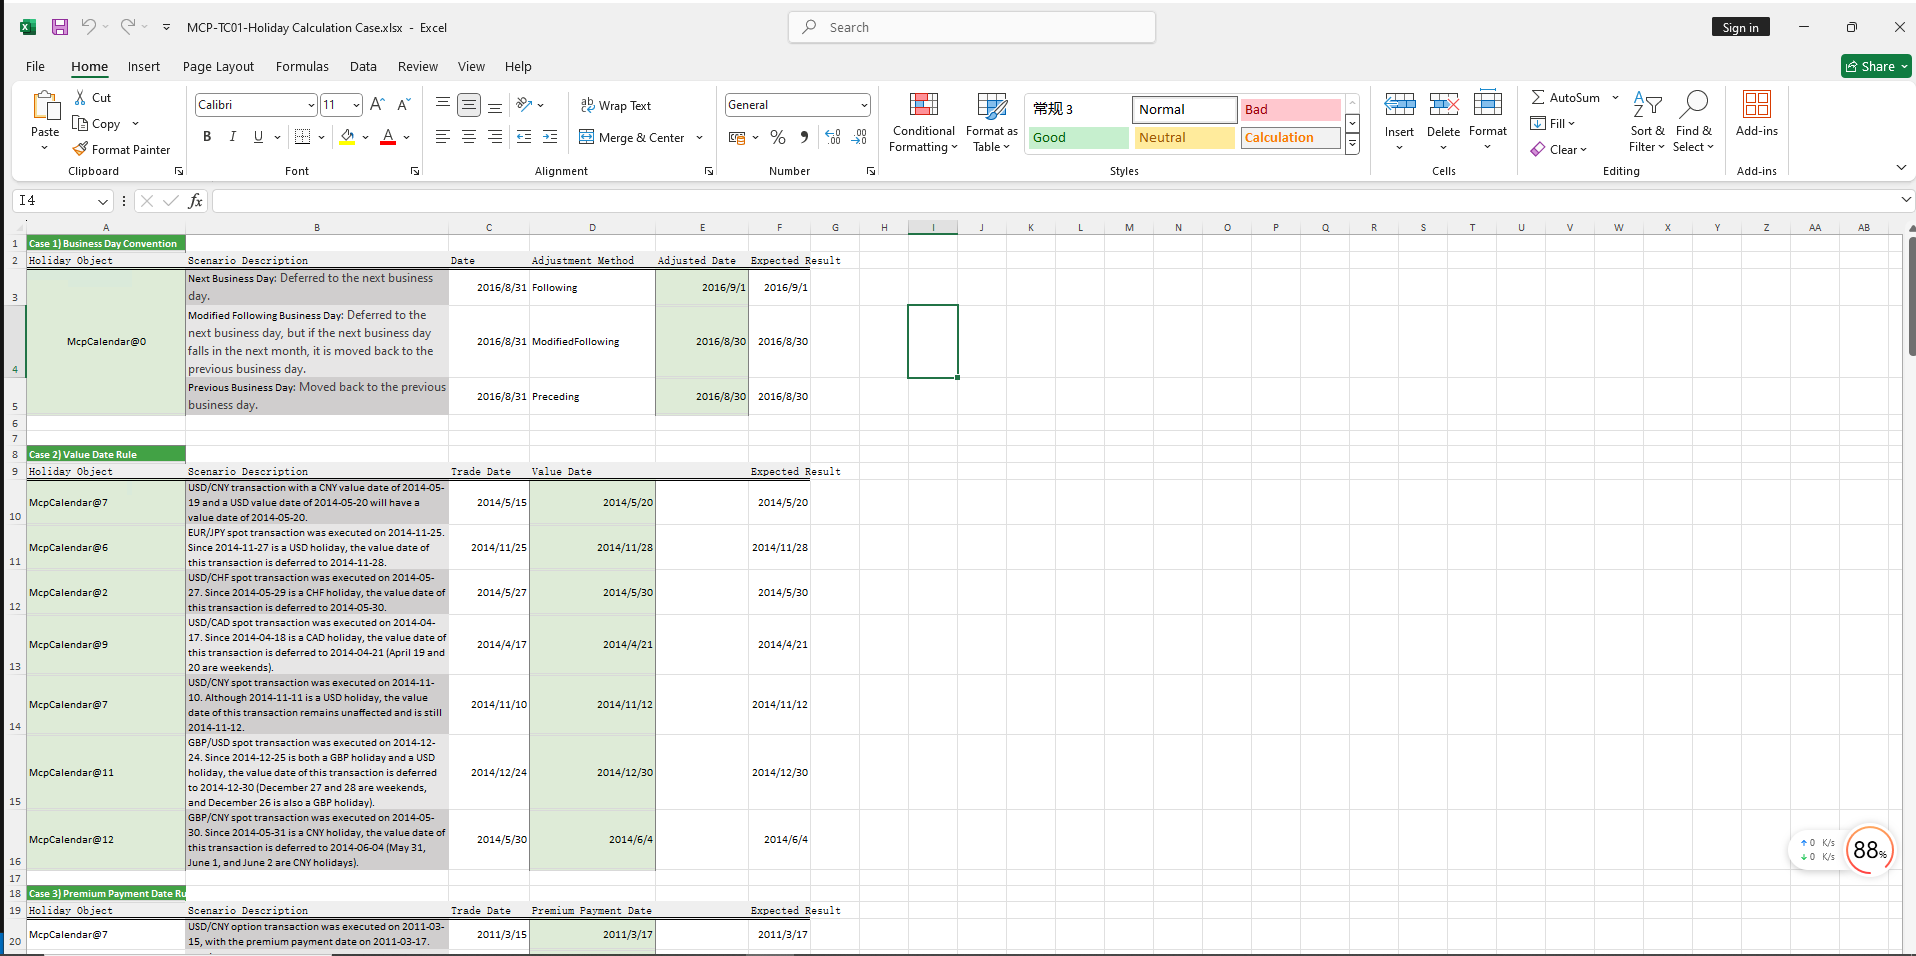 MCP-TC01-Holiday Calculation Case.xlsx - Excel
Search
Sign in
File Home Insert Page Layout Formulas Data Review View Help
Share
Paste
Cut
Copy
Format Painter
Clipboard
Calibri 11
B I U
Font
Wrap Text
Merge & Center
Alignment
General
Number
Conditional Formatting
Format as Table
常规 3 Normal Bad
Good Neutral Calculation
Styles
Insert Delete Format
Cells
AutoSum
Fill
Clear
Sort & Filter
Find & Select
Editing
Add-ins
Add-ins
I4
fx
A B C D E F G H I J K L M N O P Q R S T U V W X Y Z AA AB
1 Case 1) Business Day Convention
2 Holiday Object Scenario Description Date Adjustment Method Adjusted Date Expected Result
3 Next Business Day: Deferred to the next business
day.
2016/8/31 Following 2016/9/1 2016/9/1
McpCalendar@0
4 Modified Following Business Day: Deferred to the
next business day, but if the next business day
falls in the next month, it is moved back to the
previous business day.
2016/8/31 ModifiedFollowing 2016/8/30 2016/8/30
5 Previous Business Day: Moved back to the previous
business day.
2016/8/31 Preceding 2016/8/30 2016/8/30
6
7
8 Case 2) Value Date Rule
9 Holiday Object Scenario Description Trade Date Value Date Expected Result
10 McpCalendar@7
USD/CNY transaction with a CNY value date of 2014-05-
19 and a USD value date of 2014-05-20 will have a
value date of 2014-05-20.
2014/5/15 2014/5/20 2014/5/20
11 McpCalendar@6
EUR/JPY spot transaction was executed on 2014-11-25.
Since 2014-11-27 is a USD holiday, the value date of
this transaction is deferred to 2014-11-28.
2014/11/25 2014/11/28 2014/11/28
12 McpCalendar@2
USD/CHF spot transaction was executed on 2014-05-
27. Since 2014-05-29 is a CHF holiday, the value date of
this transaction is deferred to 2014-05-30.
2014/5/27 2014/5/30 2014/5/30
13 McpCalendar@9
USD/CAD spot transaction was executed on 2014-04-
17. Since 2014-04-18 is a CAD holiday, the value date of
this transaction is deferred to 2014-04-21 (April 19 and
20 are weekends).
2014/4/17 2014/4/21 2014/4/21
14 McpCalendar@7
USD/CNY spot transaction was executed on 2014-11-
10. Although 2014-11-11 is a USD holiday, the value
date of this transaction remains unaffected and is still
2014-11-12.
2014/11/10 2014/11/12 2014/11/12
15 McpCalendar@11
GBP/USD spot transaction was executed on 2014-12-
24. Since 2014-12-25 is both a GBP holiday and a USD
holiday, the value date of this transaction is deferred
to 2014-12-30 (December 27 and 28 are weekends,
and December 26 is also a GBP holiday).
2014/12/24 2014/12/30 2014/12/30
16 McpCalendar@12
GBP/CNY spot transaction was executed on 2014-05-
30. Since 2014-05-31 is a CNY holiday, the value date of
this transaction is deferred to 2014-06-04 (May 31,
June 1, and June 2 are CNY holidays).
2014/5/30 2014/6/4 2014/6/4
17
18 Case 3) Premium Payment Date Ru
19 Holiday Object Scenario Description Trade Date Premium Payment Date Expected Result
20 McpCalendar@7
USD/CNY option transaction was executed on 2011-03-
15, with the premium payment date on 2011-03-17.
2011/3/15 2011/3/17 2011/3/17
0 K/s
0 K/s
88%